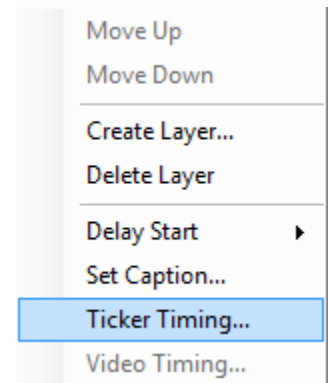 Move Up
Move Down
Create Layer...
Delete Layer
Delay Start
Set Caption...
Ticker Timing...
Video Timing...